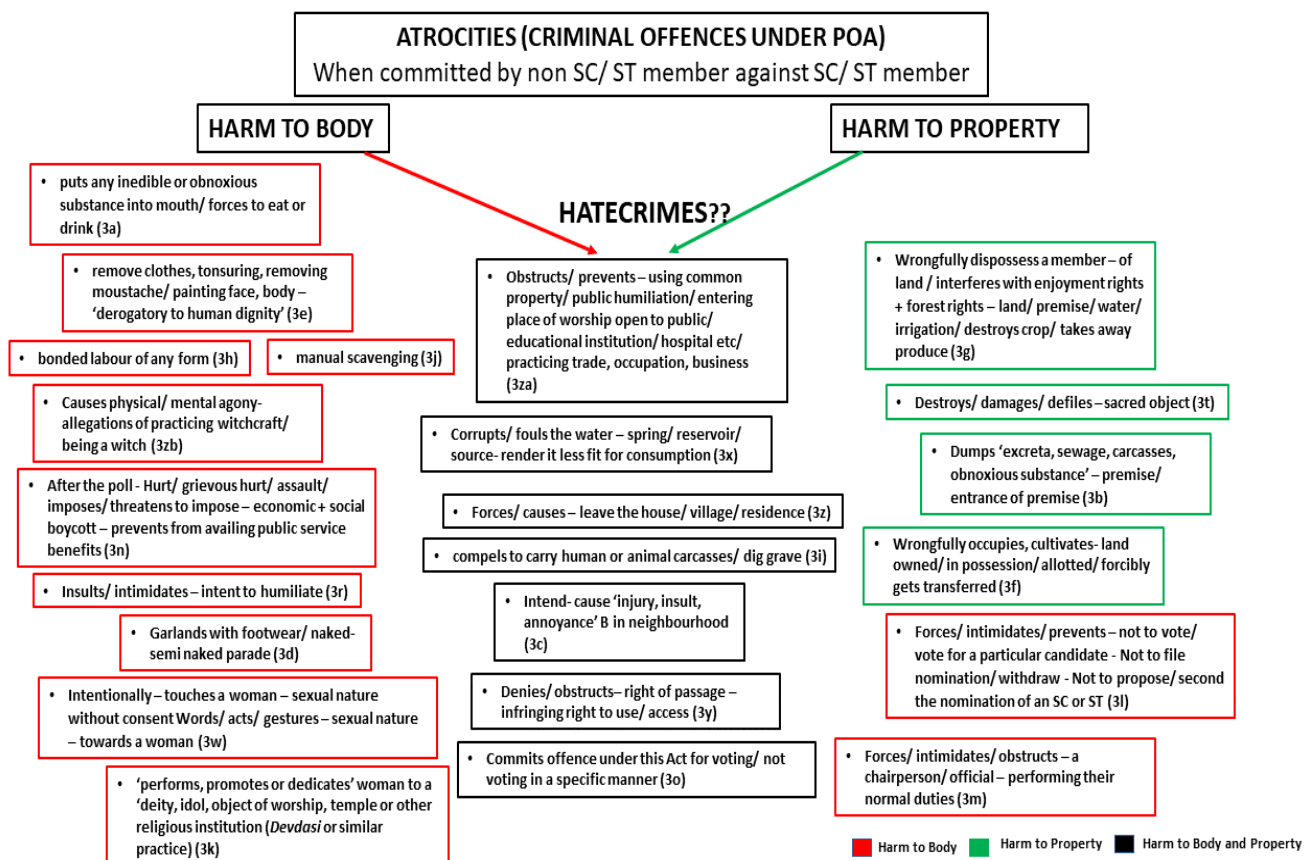 ATROCITIES (CRIMINAL OFFENCES UNDER POA)
When committed by non SC/ ST member against SC/ ST member
HARM TO BODY
HARM TO PROPERTY
HATECRIMES??
• puts any inedible or obnoxious
substance into mouth/ forces to eat or
drink (3a)
• remove clothes, tonsuring, removing
moustache/ painting face, body –
‘derogatory to human dignity’ (3e)
• bonded labour of any form (3h)
• manual scavenging (3j)
• Causes physical/ mental agony-
allegations of practicing witchcraft/
being a witch (3zb)
• After the poll - Hurt/ grievous hurt/ assault/
imposes/ threatens to impose – economic + social
boycott – prevents from availing public service
benefits (3n)
• Insults/ intimidates – intent to humiliate (3r)
• Garlands with footwear/ naked-
semi naked parade (3d)
• Intentionally – touches a woman – sexual nature
without consent Words/ acts/ gestures – sexual nature
– towards a woman (3w)
• ‘performs, promotes or dedicates’ woman to a
‘deity, idol, object of worship, temple or other
religious institution (Devdasi or similar
practice) (3k)
• Obstructs/ prevents – using common
property/ public humiliation/ entering
place of worship open to public/
educational institution/ hospital etc/
practicing trade, occupation, business
(3za)
• Corrupts/ fouls the water – spring/ reservoir/
source- render it less fit for consumption (3x)
• Forces/ causes – leave the house/ village/ residence (3z)
• compels to carry human or animal carcasses/ dig grave (3i)
• Intend- cause ‘injury, insult,
annoyance’ B in neighbourhood
(3c)
• Denies/ obstructs– right of passage –
infringing right to use/ access (3y)
• Commits offence under this Act for voting/ not
voting in a specific manner (3o)
• Wrongfully dispossess a member – of
land / interferes with enjoyment rights
+ forest rights – land/ premise/ water/
irrigation/ destroys crop/ takes away
produce (3g)
• Destroys/ damages/ defiles – sacred object (3t)
• Dumps ‘excreta, sewage, carcasses,
obnoxious substance’ – premise/
entrance of premise (3b)
• Wrongfully occupies, cultivates- land
owned/ in possession/ allotted/ forcibly
gets transferred (3f)
• Forces/ intimidates/ prevents – not to vote/
vote for a particular candidate - Not to file
nomination/ withdraw - Not to propose/ second
the nomination of an SC or ST (3l)
• Forces/ intimidates/ obstructs – a
chairperson/ official – performing their
normal duties (3m)
Harm to Body
Harm to Property
Harm to Body and Property